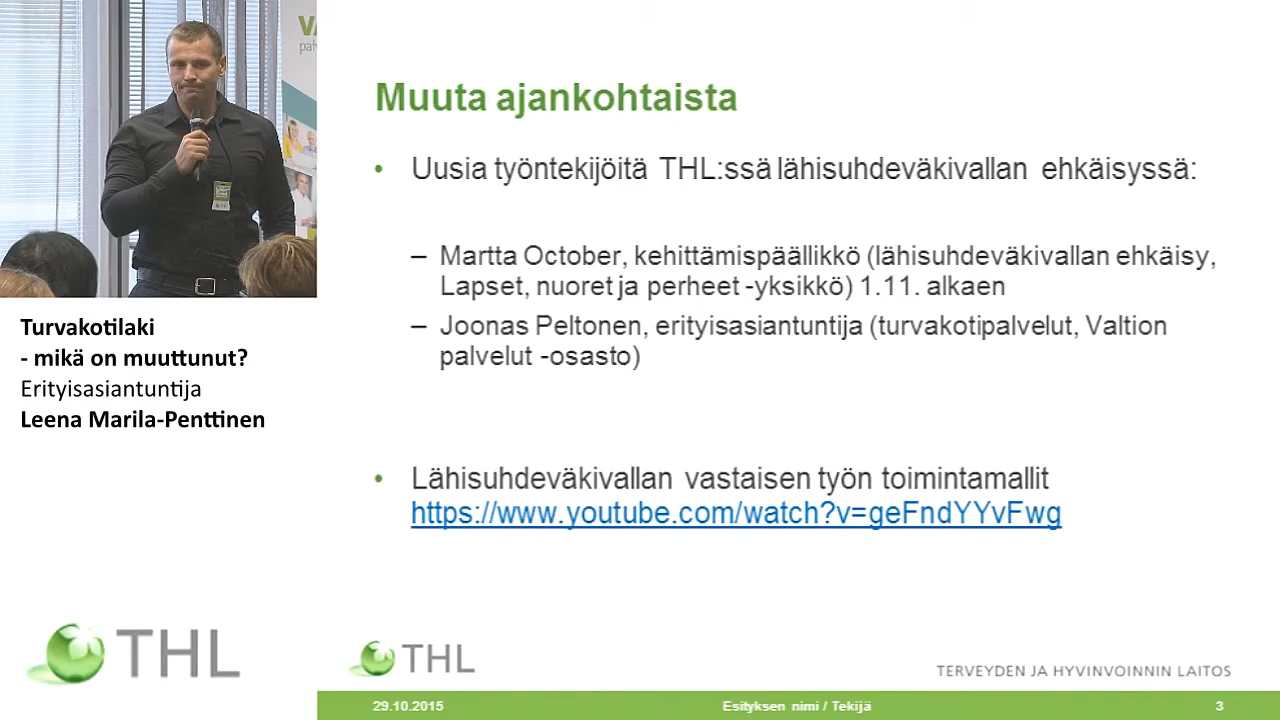 Muuta ajankohtaista
• Uusia työntekijöitä THL:ssä lähisuhdeväkivallan ehkäisyssä:
– Martta October, kehittämispäällikkö (lähisuhdeväkivallan ehkäisy,
Lapset, nuoret ja perheet -yksikkö) 1.11. alkaen
– Joonas Peltonen, erityisasiantuntija (turvakotipalvelut, Valtion
palvelut -osasto)
• Lähisuhdeväkivallan vastaisen työn toimintamallit
https://www.youtube.com/watch?v=geFndYYvFwg
Turvakotilaki
- mikä on muuttunut?
Erityisasiantuntija
Leena Marila-Penttinen
THL
THL
TERVEYDEN JA HYVINVOINNIN LAITOS
29.10.2015
Esityksen nimi / Tekijä
3